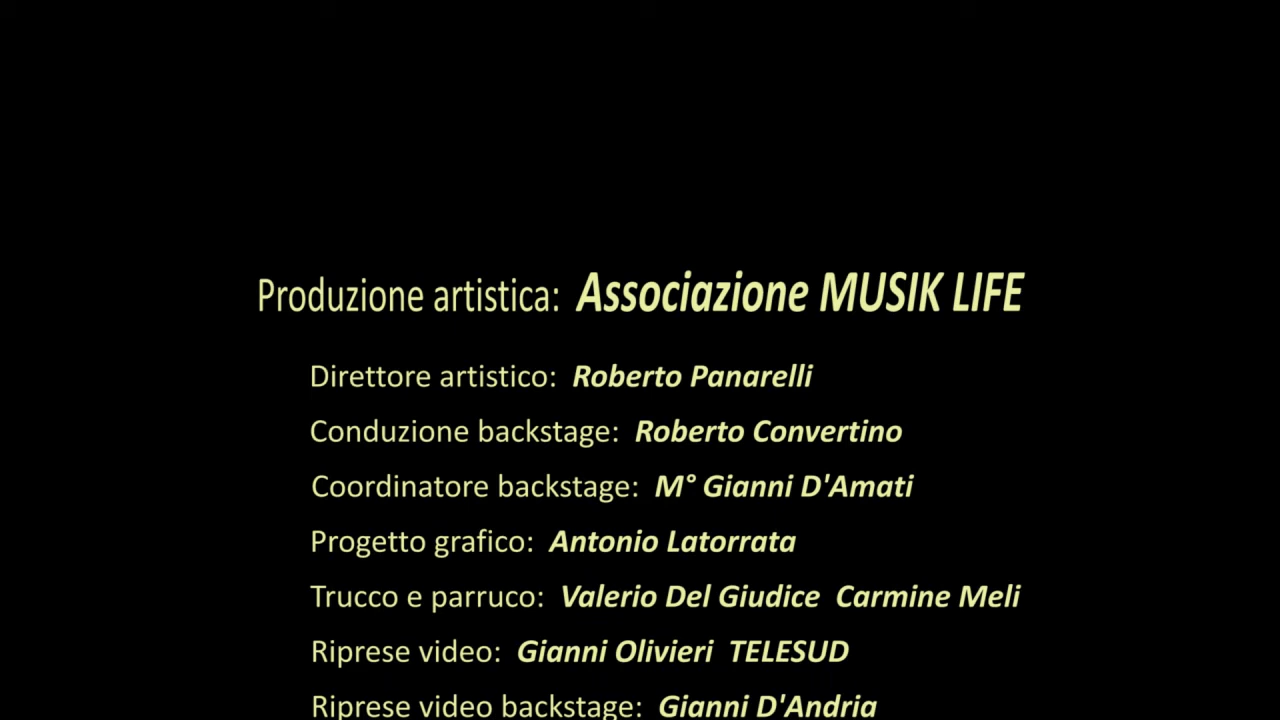 Produzione artistica: Associazione MUSIK LIFE
Direttore artistico: Roberto Panarelli
Conduzione backstage: Roberto Convertino
Coordinatore backstage: M° Gianni D'Amati
Progetto grafico: Antonio Latorrata
Trucco e parruco: Valerio Del Giudice Carmine Meli
Riprese video: Gianni Olivieri TELESUD
Riprese video backstage: Gianni D'Andria